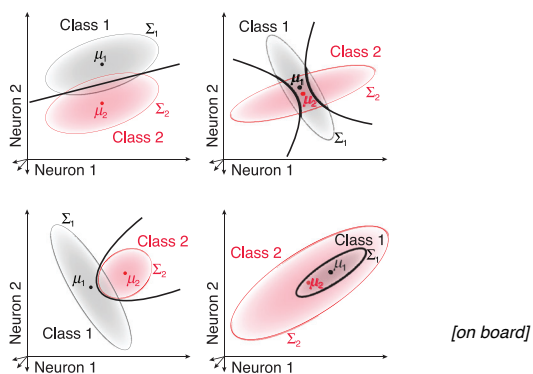 Class 1
Σ1
μ1
μ2
Σ2
Class 2
Neuron 2
Neuron 1
Class 1
Class 2
μ1
μ2
Σ2
Σ1
Neuron 2
Neuron 1
Σ1
Class 2
μ1
μ2
Σ2
Class 1
Neuron 2
Neuron 1
Class 2
Class 1
Σ1
μ1
μ2
Σ2
Neuron 2
Neuron 1
[on board]